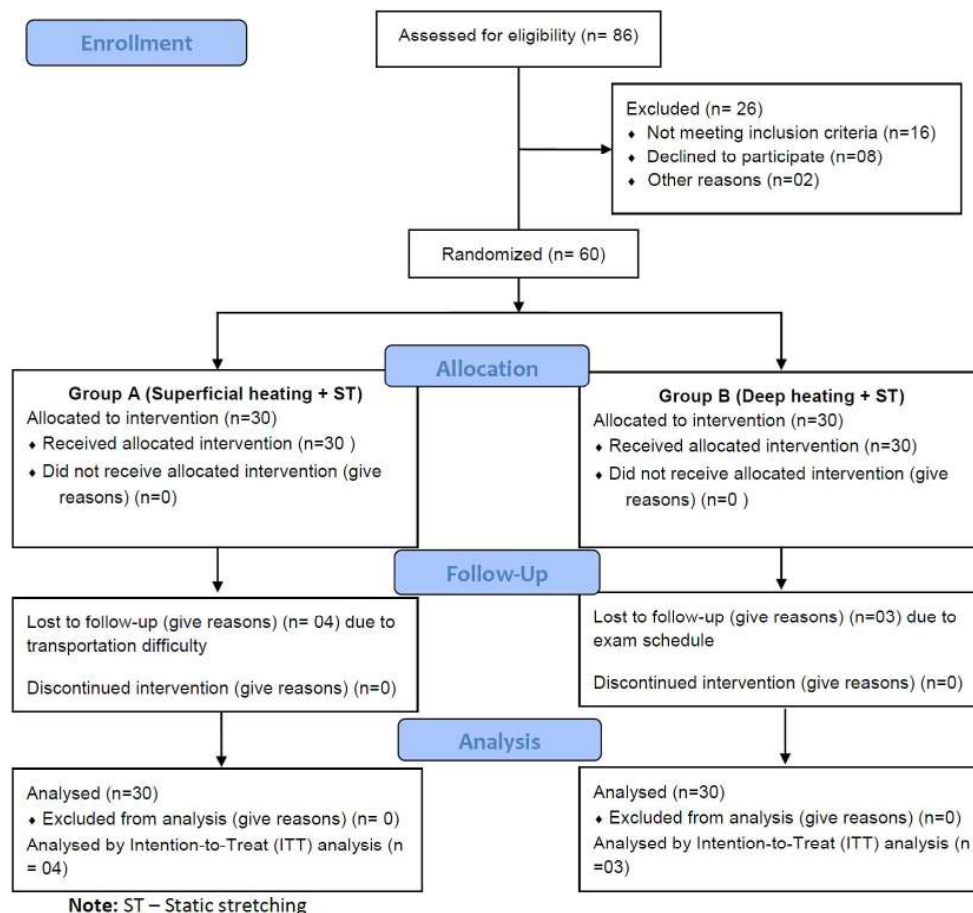 Enrollment
Assessed for eligibility (n= 86)
Excluded (n= 26)
♦ Not meeting inclusion criteria (n=16)
♦ Declined to participate (n=08)
♦ Other reasons (n=02)
Randomized (n= 60)
Allocation
Group A (Superficial heating + ST)
Allocated to intervention (n=30)
♦ Received allocated intervention (n=30 )
♦ Did not receive allocated intervention (give
reasons) (n=0)
Group B (Deep heating + ST)
Allocated to intervention (n=30)
♦ Received allocated intervention (n=30)
♦ Did not receive allocated intervention (give
reasons) (n=0 )
Follow-Up
Lost to follow-up (give reasons) (n= 04) due to
transportation difficulty
Discontinued intervention (give reasons) (n=0)
Lost to follow-up (give reasons) (n=03) due to
exam schedule
Discontinued intervention (give reasons) (n=0)
Analysis
Analysed (n=30)
♦ Excluded from analysis (give reasons) (n= 0)
Analysed by Intention-to-Treat (ITT) analysis (n
= 04)
Analysed (n=30)
♦ Excluded from analysis (give reasons) (n=0)
Analysed by Intention-to-Treat (ITT) analysis (n
=03)
Note: ST – Static stretching